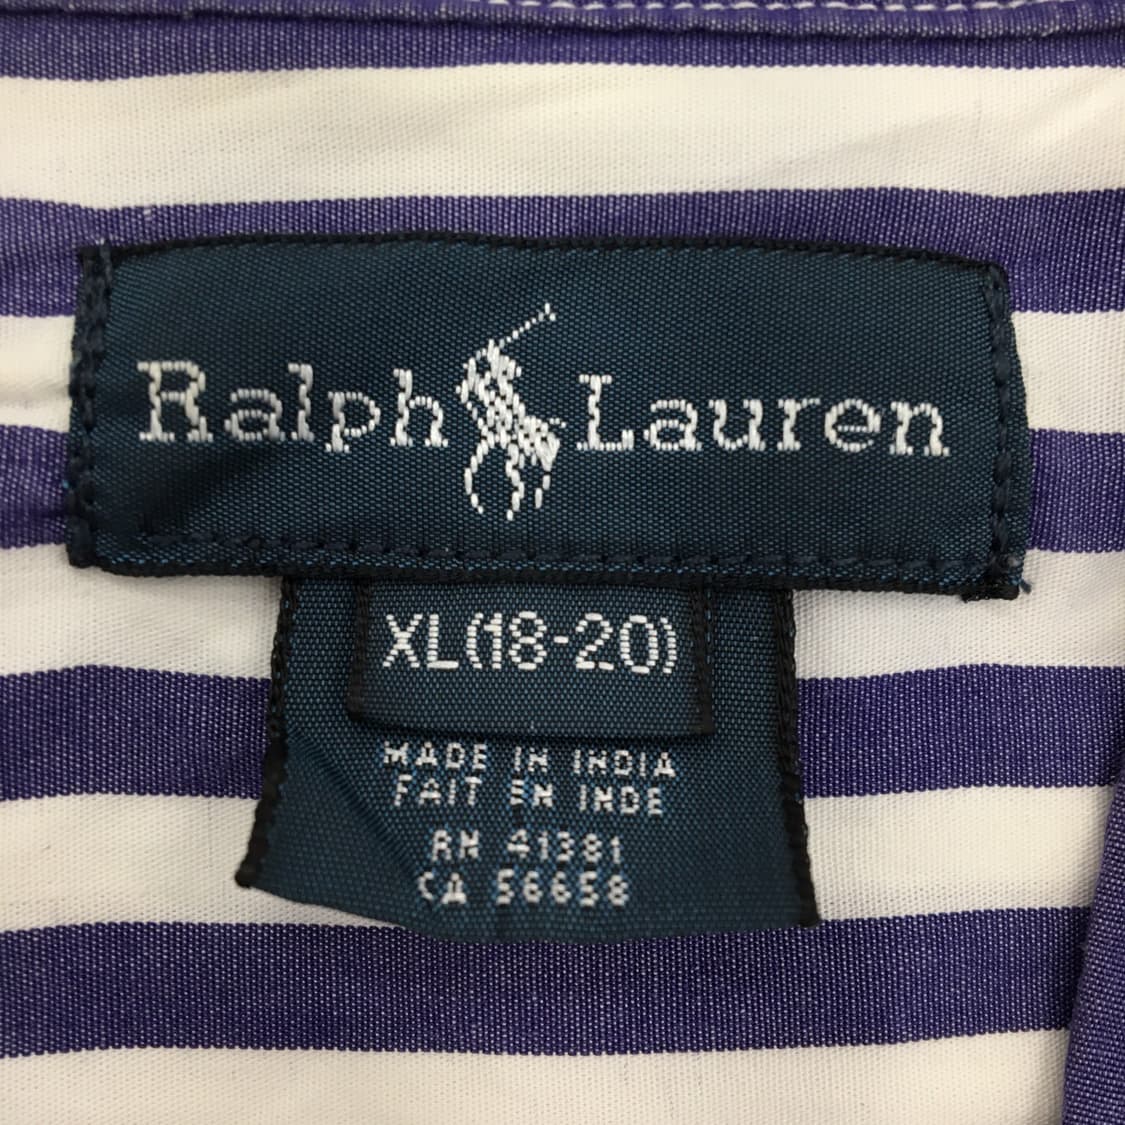 Ralph Lauren
XL(18-20)
MADE IN INDIA
FAIT EN INDE
RN 41381
CA 56658